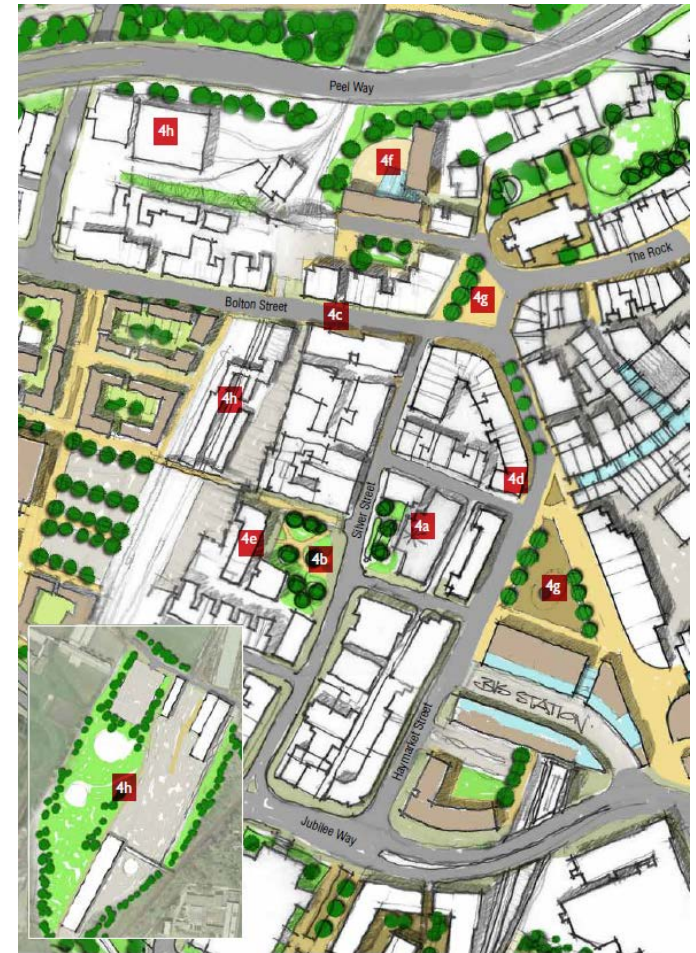 Peel Way
4h
4f
The Rock
Bolton Street
4c
4g
4h
4d
Silver Street
4a
4e
4b
4g
BUS STATION
Haymarket Street
4h
Jubilee Way